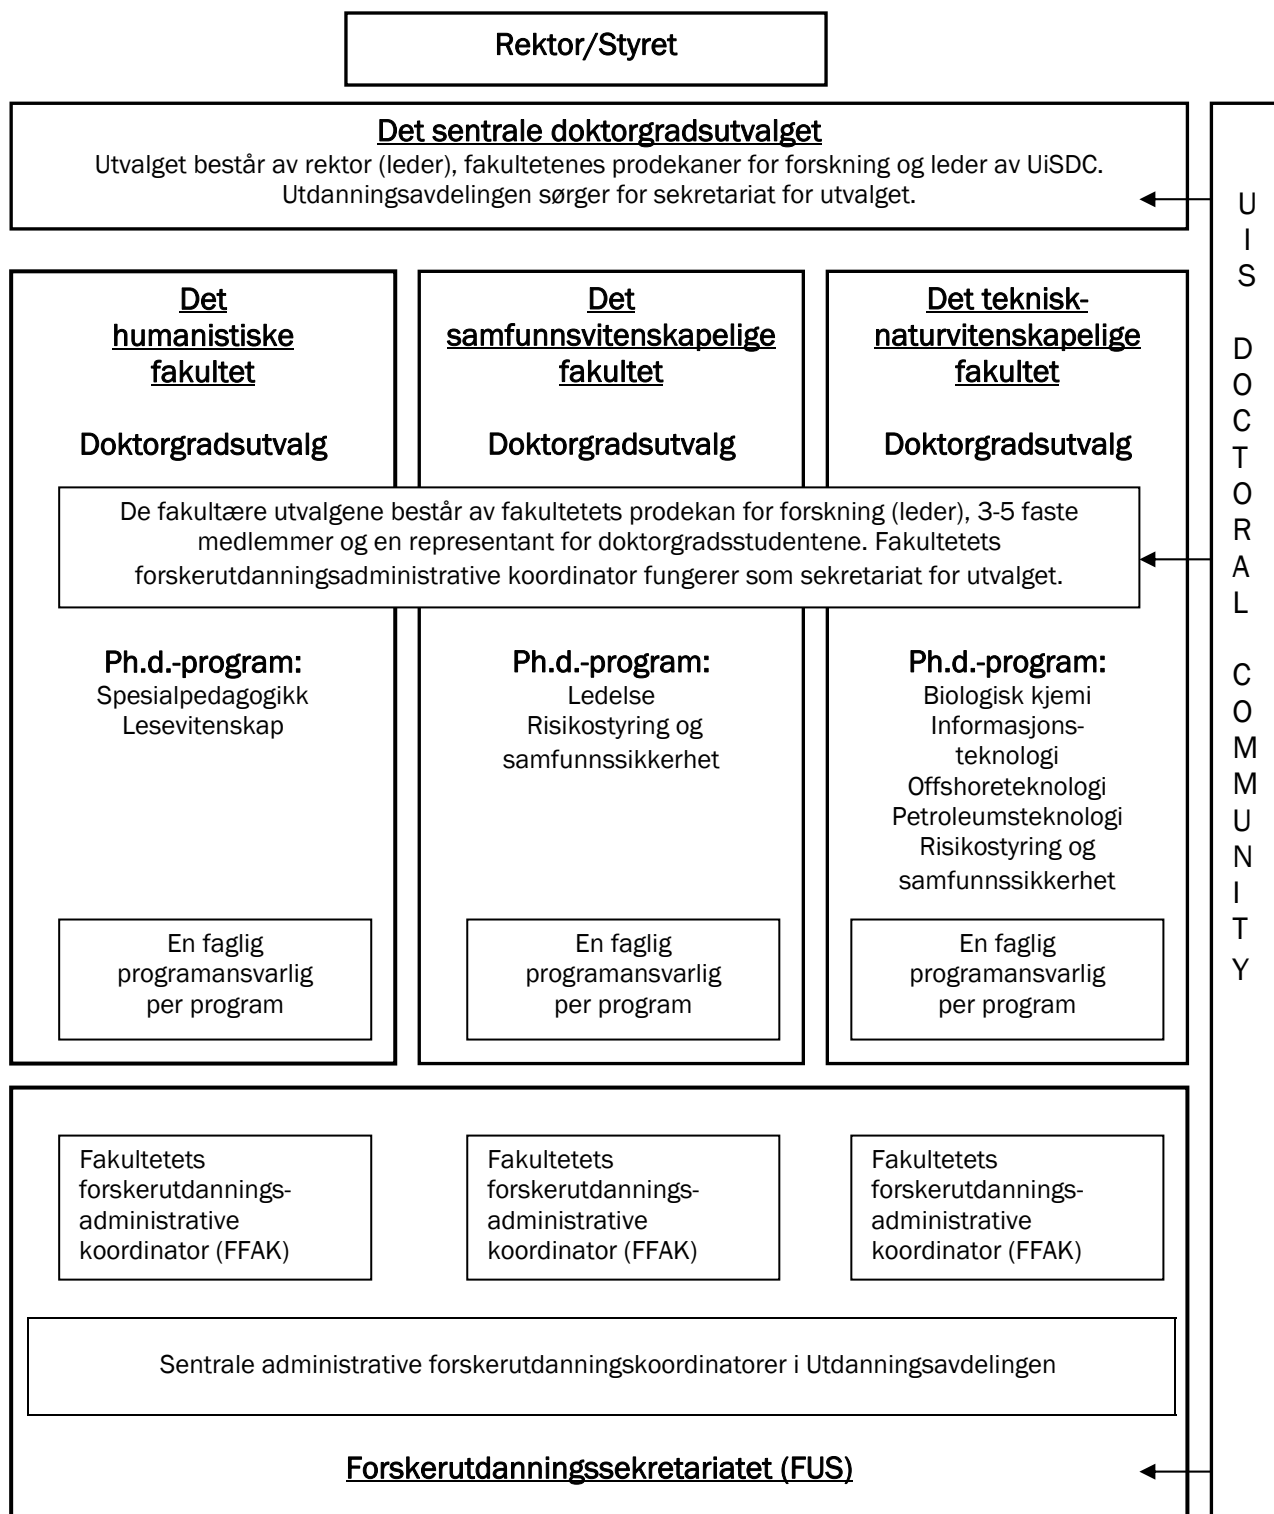 Rektor/Styret
Det sentrale doktorgradsutvalget
Utvalget består av rektor (leder), fakultetenes prodekaner for forskning og leder av UiSDC.
Utdanningsavdelingen sørger for sekretariat for utvalget.
Det
humanistiske
fakultet
Doktorgradsutvalg
Det
samfunnsvitenskapelige
fakultet
Doktorgradsutvalg
Det teknisk-
naturvitenskapelige
fakultet
Doktorgradsutvalg
De fakultære utvalgene består av fakultetets prodekan for forskning (leder), 3-5 faste
medlemmer og en representant for doktorgradsstudentene. Fakultetets
forskerutdanningsadministrative koordinator fungerer som sekretariat for utvalget.
Ph.d.-program:
Spesialpedagogikk
Lesevitenskap
Ph.d.-program:
Ledelse
Risikostyring og
samfunnssikkerhet
Ph.d.-program:
Biologisk kjemi
Informasjons-
teknologi
Offshoreteknologi
Petroleumsteknologi
Risikostyring og
samfunnssikkerhet
En faglig
programansvarlig
per program
En faglig
programansvarlig
per program
En faglig
programansvarlig
per program
Fakultetets
forskerutdannings-
administrative
koordinator (FFAK)
Fakultetets
forskerutdannings-
administrative
koordinator (FFAK)
Fakultetets
forskerutdannings-
administrative
koordinator (FFAK)
Sentrale administrative forskerutdanningskoordinatorer i Utdanningsavdelingen
Forskerutdanningssekretariatet (FUS)
UIS DOCTORAL COMMUNITY